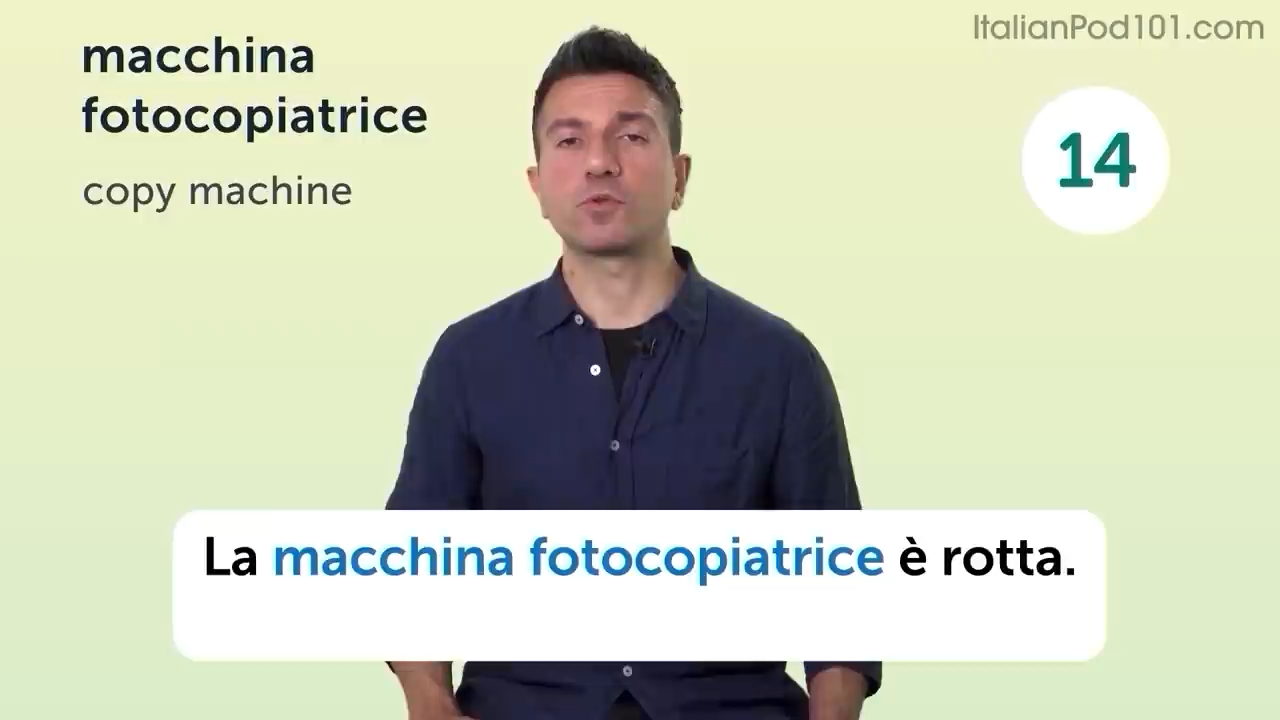 ItalianPod101.com
macchina
fotocopiatrice
copy machine
14
La macchina fotocopiatrice è rotta.